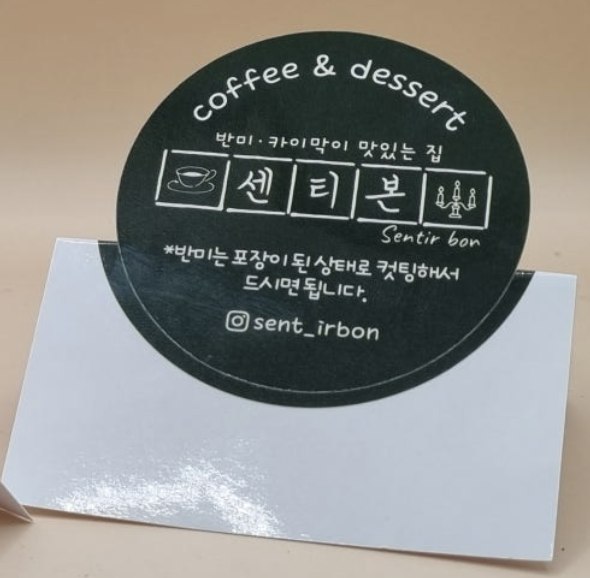 coffee & dessert
반미·카이막이 맛있는 집
센티본
Sentir bon
*반미는 포장이 된 상태로 컷팅해서
드시면 됩니다.
sent_irbon